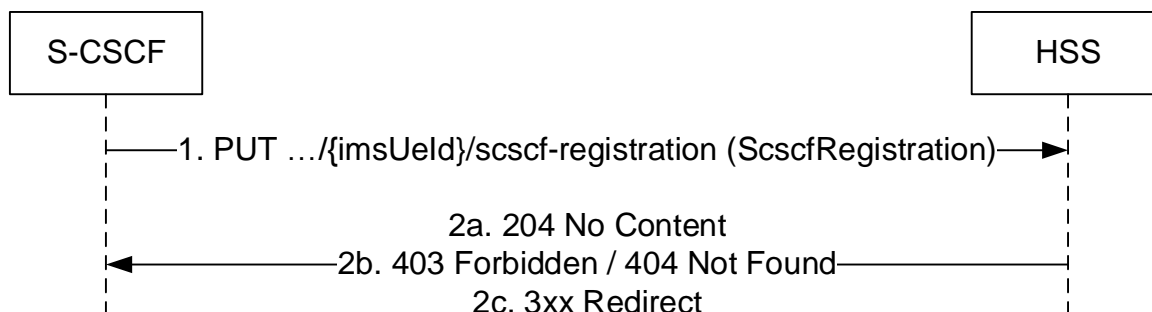 S-CSCF
HSS
1. PUT …/{imsUeId}/scscf-registration (ScscfRegistration)
2a. 204 No Content
2b. 403 Forbidden / 404 Not Found
2c. 3xx Redirect